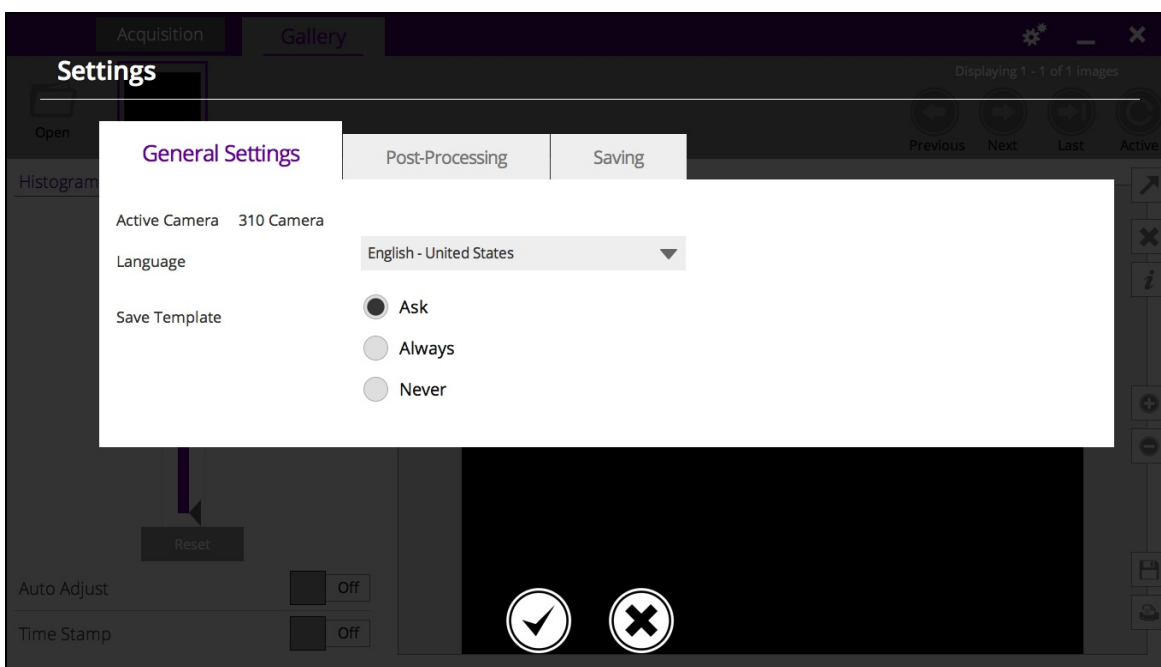 Acquisition Gallery
Settings
Displaying 1 - 1 of 1 images
Open
Previous Next Last Active
General Settings Post-Processing Saving
Histogram
Active Camera 310 Camera
Language English - United States
Save Template Ask
Always
Never
Reset
Auto Adjust Off
Time Stamp Off